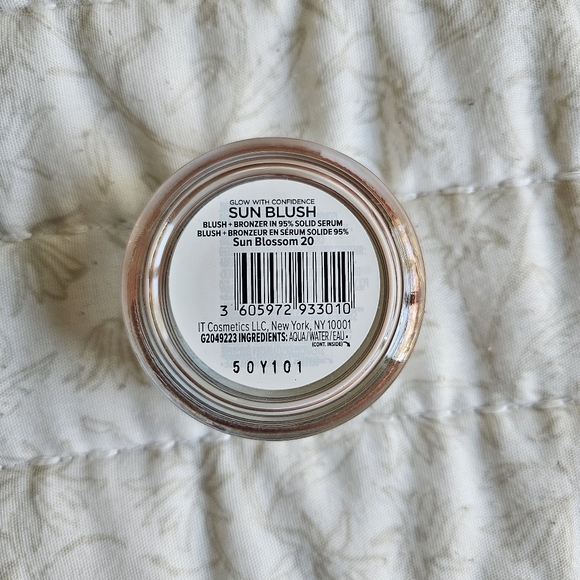 GLOW WITH CONFIDENCE
SUN BLUSH
BLUSH + BRONZER IN 95% SOLID SERUM
BLUSH + BRONZEUR EN SÉRUM SOLIDE 95%
Sun Blossom 20
3 605972 933010
IT Cosmetics LLC, New York, NY 10001
G2049223 INGREDIENTS: AQUA/WATER/EAU •
(CONT. INSIDE)
50Y101